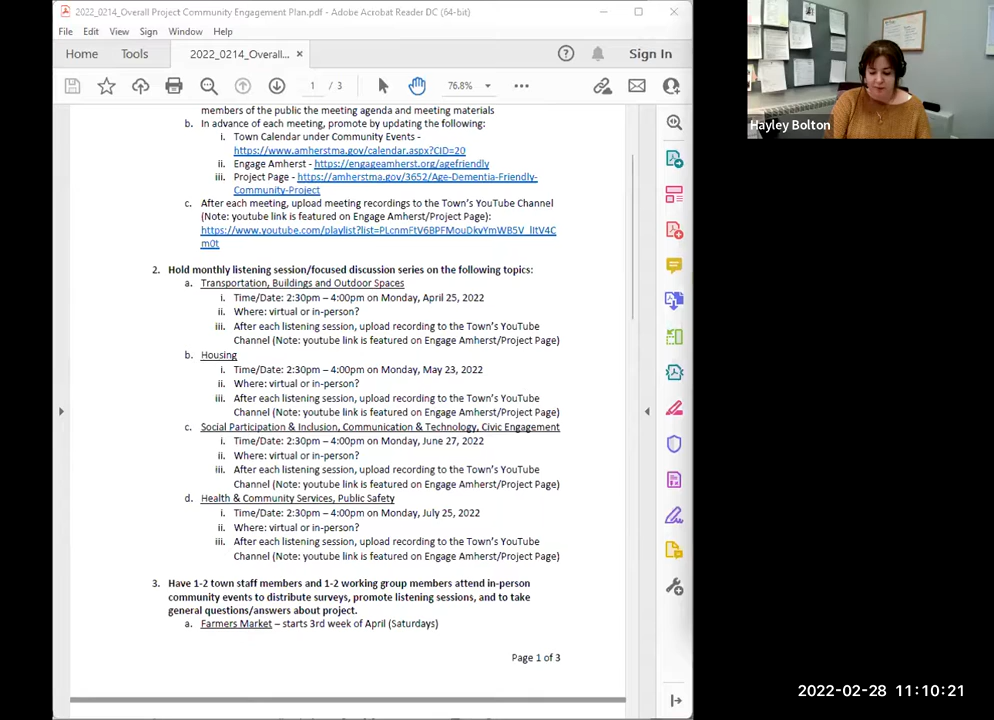 2022_0214_Overall Project Community Engagement Plan.pdf - Adobe Acrobat Reader DC (64-bit)
File Edit View Sign Window Help
Home Tools 2022_0214_Overall... × Sign In
1 / 3 76.8%
members of the public the meeting agenda and meeting materials
b. In advance of each meeting, promote by updating the following:
i. Town Calendar under Community Events -
https://www.amherstma.gov/calendar.aspx?CID=20
ii. Engage Amherst - https://engageamherst.org/agefriendly
iii. Project Page - https://amherstma.gov/3652/Age-Dementia-Friendly-
Community-Project
c. After each meeting, upload meeting recordings to the Town's YouTube Channel
(Note: youtube link is featured on Engage Amherst/Project Page):
m0t
2. Hold monthly listening session/focused discussion series on the following topics:
a. Transportation, Buildings and Outdoor Spaces
i. Time/Date: 2:30pm – 4:00pm on Monday, April 25, 2022
ii. Where: virtual or in-person?
iii. After each listening session, upload recording to the Town's YouTube
Channel (Note: youtube link is featured on Engage Amherst/Project Page)
b. Housing
i. Time/Date: 2:30pm – 4:00pm on Monday, May 23, 2022
ii. Where: virtual or in-person?
iii. After each listening session, upload recording to the Town's YouTube
Channel (Note: youtube link is featured on Engage Amherst/Project Page)
c. Social Participation & Inclusion, Communication & Technology, Civic Engagement
i. Time/Date: 2:30pm – 4:00pm on Monday, June 27, 2022
ii. Where: virtual or in-person?
iii. After each listening session, upload recording to the Town's YouTube
Channel (Note: youtube link is featured on Engage Amherst/Project Page)
d. Health & Community Services, Public Safety
i. Time/Date: 2:30pm – 4:00pm on Monday, July 25, 2022
ii. Where: virtual or in-person?
iii. After each listening session, upload recording to the Town's YouTube
Channel (Note: youtube link is featured on Engage Amherst/Project Page)
3. Have 1-2 town staff members and 1-2 working group members attend in-person
community events to distribute surveys, promote listening sessions, and to take
general questions/answers about project.
a. Farmers Market – starts 3rd week of April (Saturdays)
Page 1 of 3
Hayley Bolton
2022-02-28 11:10:21